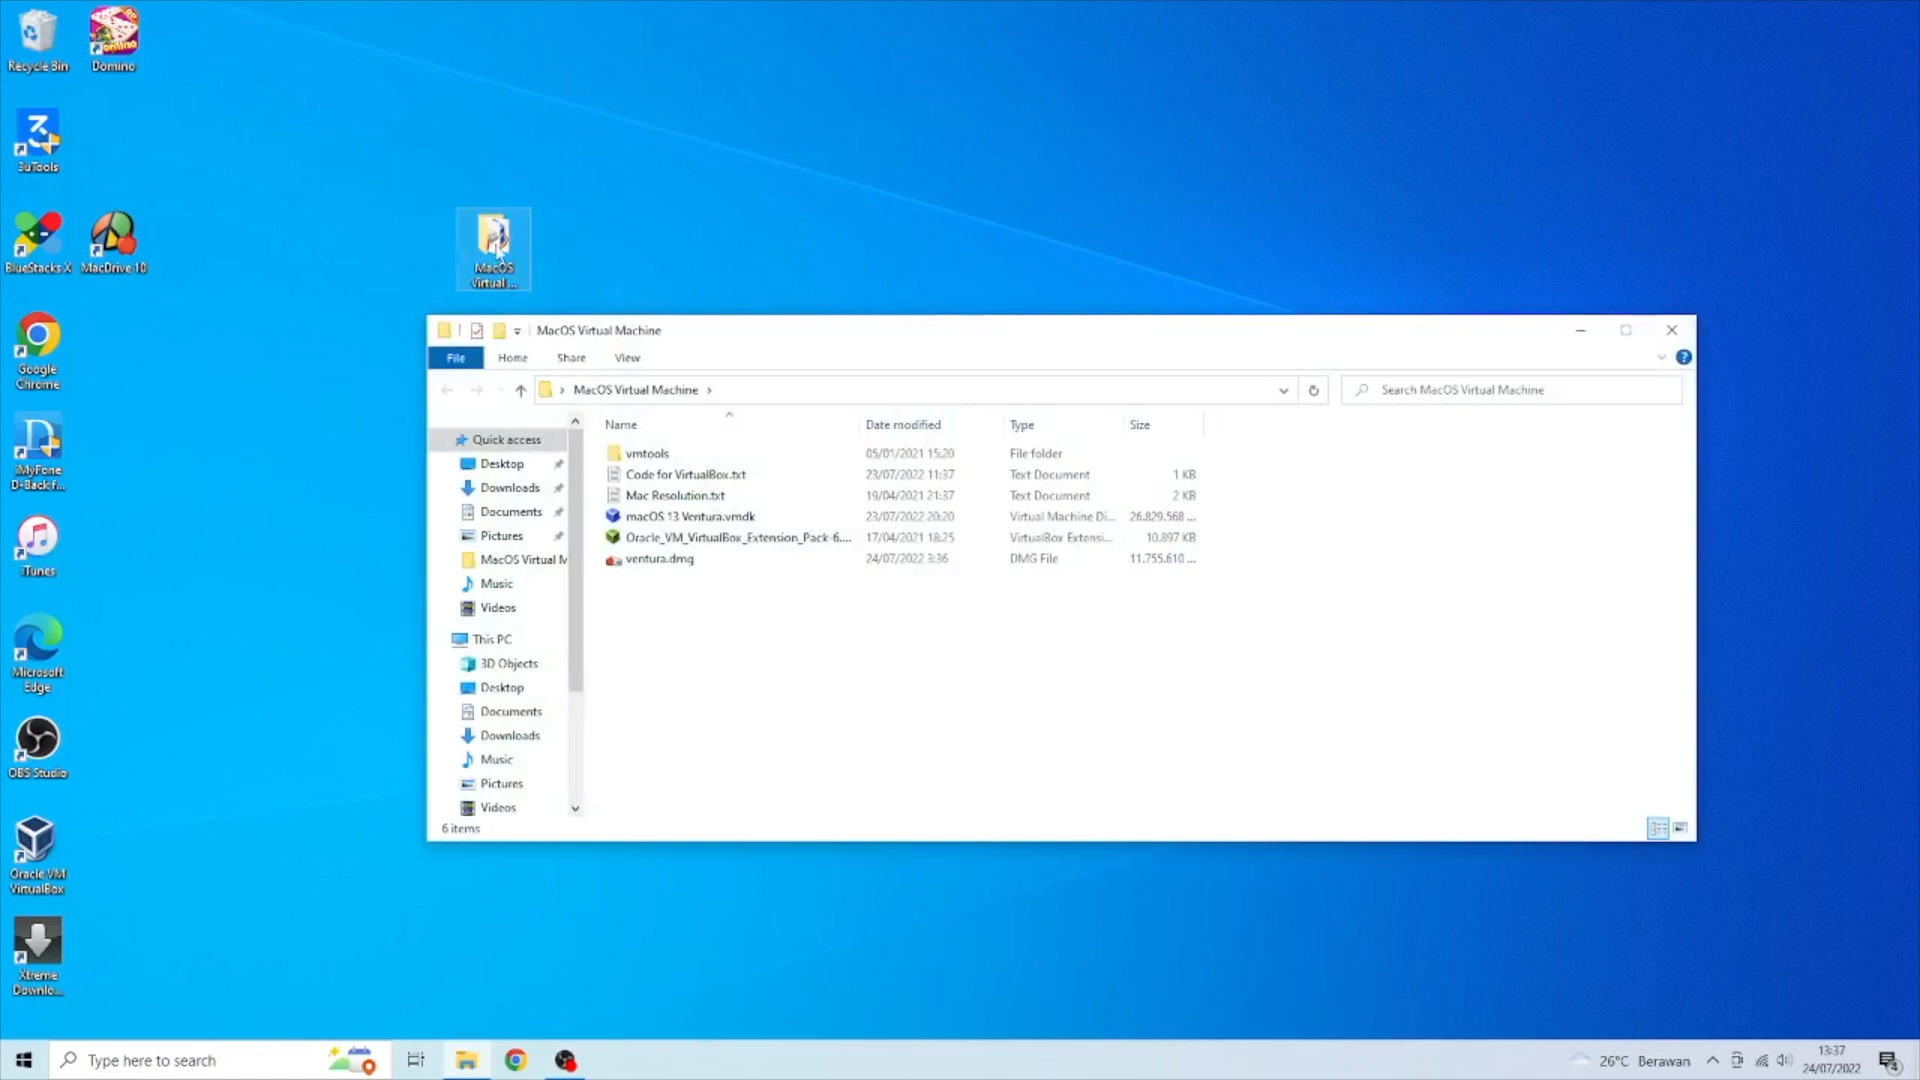 Recycle Bin
Domino
3uTools
BlueStacks X
MacDrive 10
Google
Chrome
iMyFone
D-Back f...
iTunes
Microsoft
Edge
OBS Studio
Oracle VM
VirtualBox
Xtreme
Downlo...
MacOS
Virtual ...
MacOS Virtual Machine
File
Home
Share
View
MacOS Virtual Machine
Search MacOS Virtual Machine
Name
Date modified
Type
Size
vmtools 05/01/2021 15:20 File folder
Code for VirtualBox.txt 23/07/2022 11:37 Text Document 1 KB
Mac Resolution.txt 19/04/2021 21:37 Text Document 2 KB
macOS 13 Ventura.vmdk 23/07/2022 20:20 Virtual Machine Di... 26.829.568 ...
Oracle_VM_VirtualBox_Extension_Pack-6.... 17/04/2021 18:25 VirtualBox Extensi... 10.897 KB
ventura.dmg 24/07/2022 3:36 DMG File 11.755.610 ...
Quick access
Desktop
Downloads
Documents
Pictures
MacOS Virtual M
Music
Videos
This PC
3D Objects
Desktop
Documents
Downloads
Music
Pictures
Videos
6 items
Type here to search
26°C Berawan
13:37
24/07/2022
4